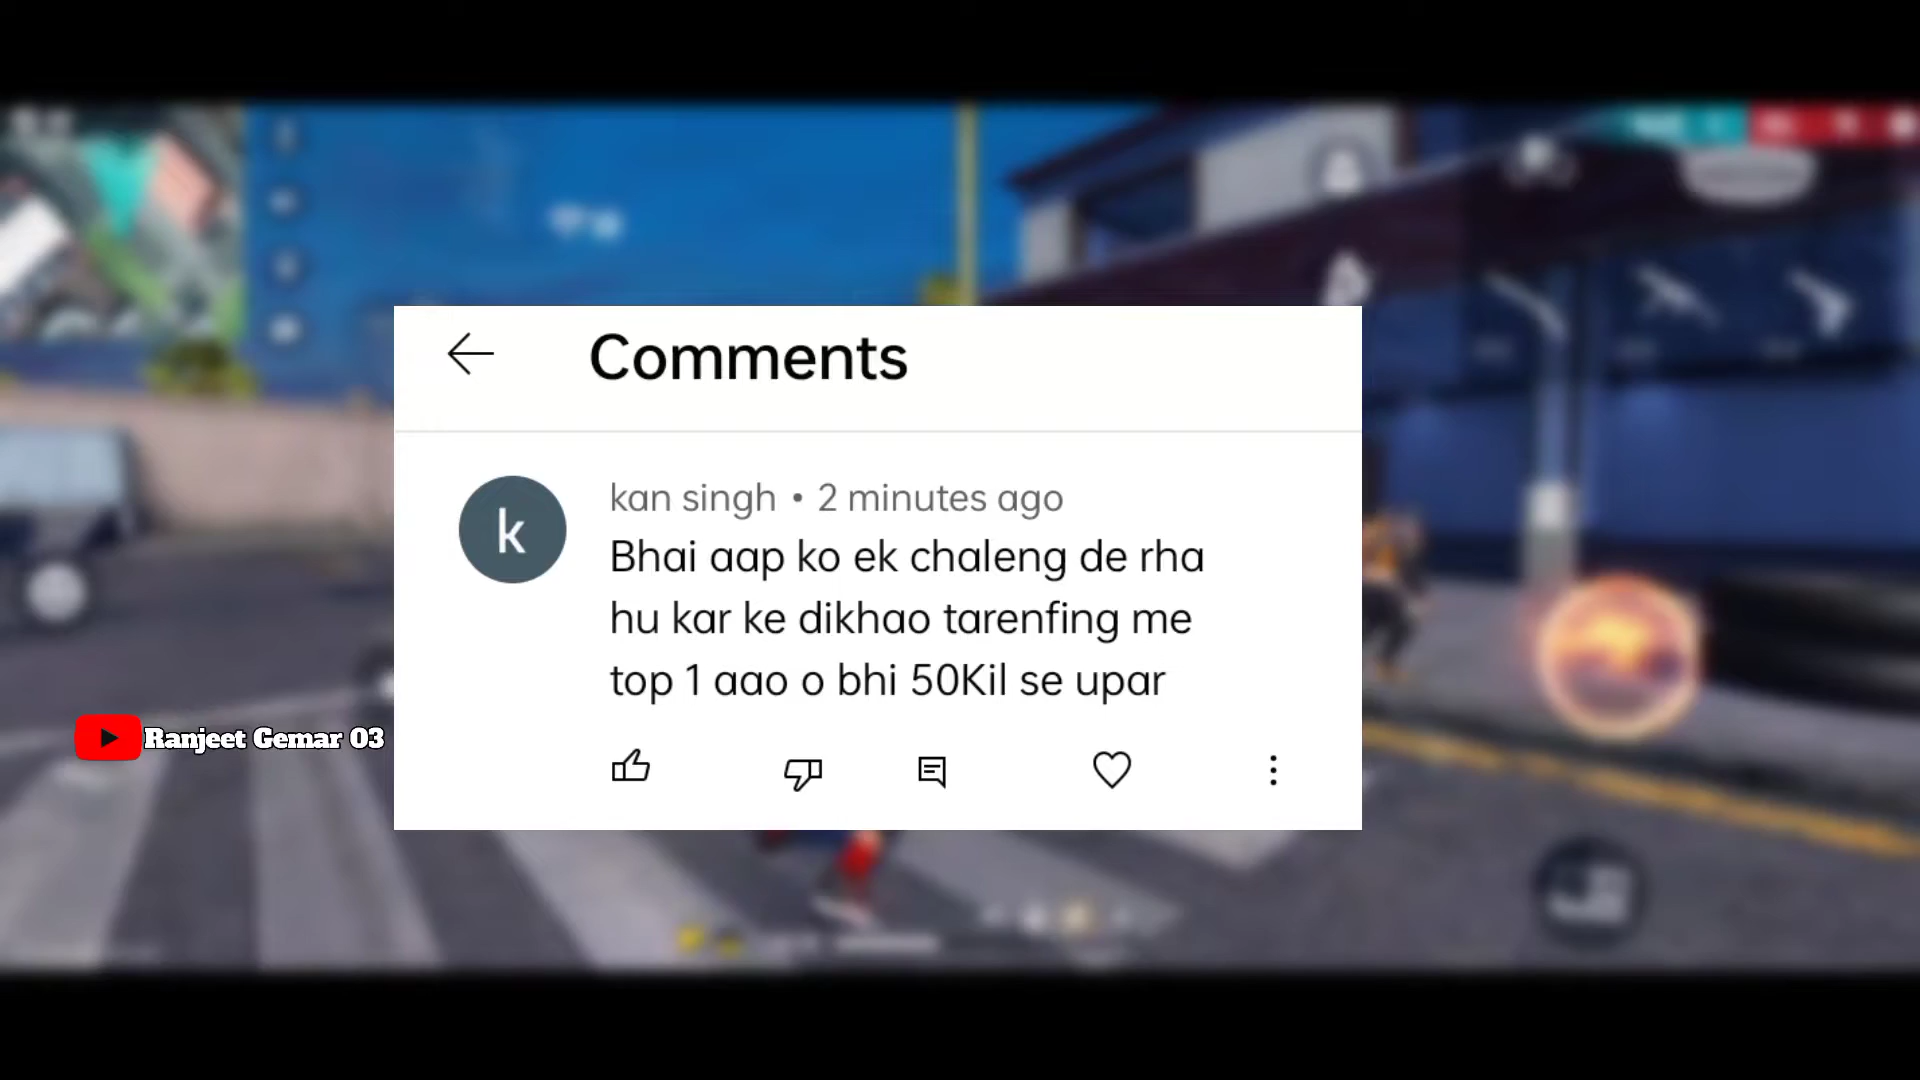 Comments
kan singh • 2 minutes ago
Bhai aap ko ek chaleng de rha
hu kar ke dikhao tarenfing me
top 1 aao o bhi 50Kil se upar
k
Ranjeet Gemar 03